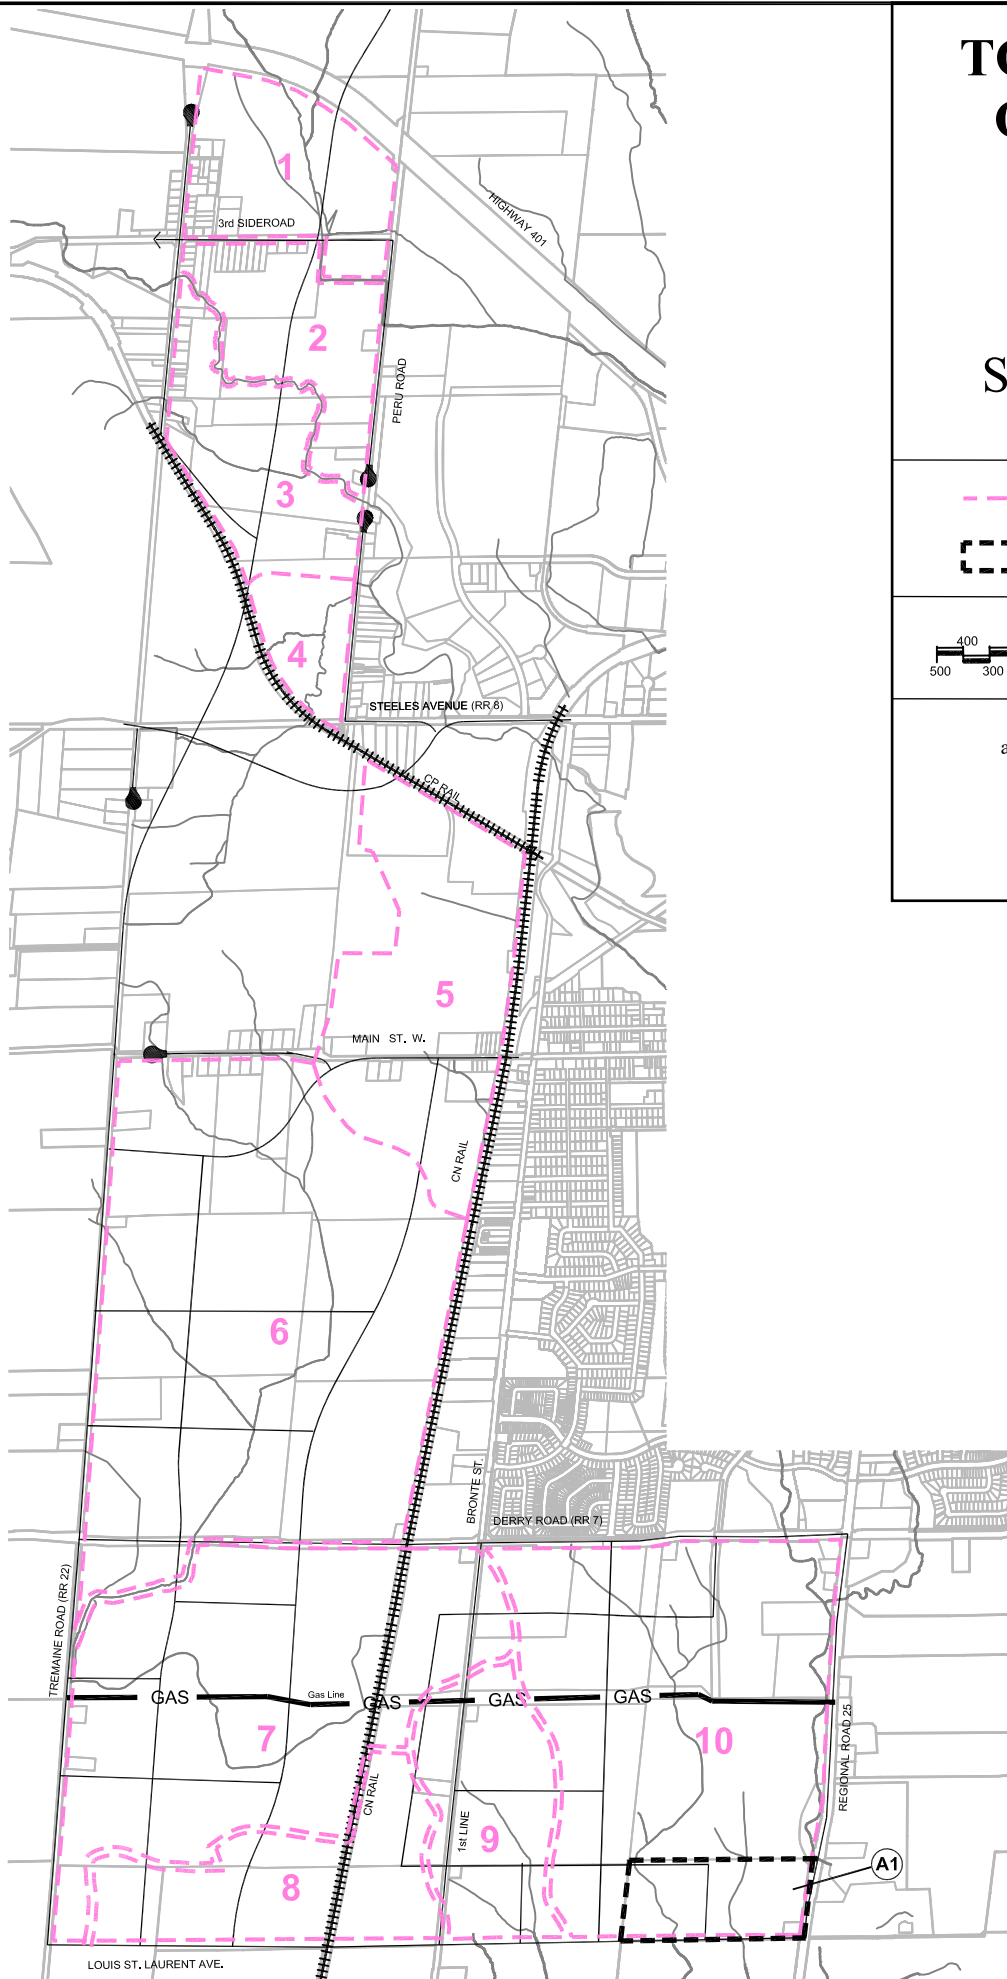 1
3rd SIDEROAD
HIGHWAY 401
2
PERU ROAD
3
400
500
300
4
STEELES AVENUE (RR 8)
CP RAIL
5
MAIN ST. W.
CN RAIL
6
BRONTE ST.
DERRY ROAD (RR 7)
TREMAINE ROAD (RR 22)
GAS
Gas Line
GAS
GAS
GAS
7
10
REGIONAL ROAD 25
CN RAIL
1st LINE
9
A1
8
LOUIS ST. LAURENT AVE.